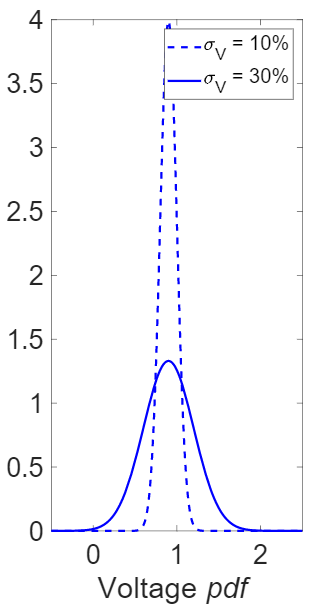 4
σV = 10%
σV = 30%
3.5
3
2.5
2
1.5
1
0.5
0
0 1 2
Voltage pdf